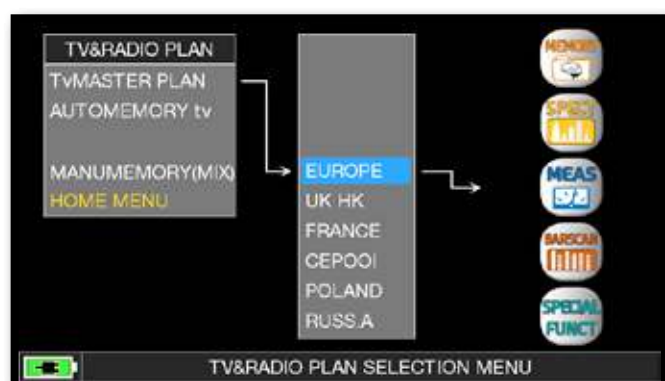 TV&RADIO PLAN
TVMASTER PLAN
AUTOMEMORY tv
MANUMEMORY(MIX)
HOME MENU
EUROPE
UK HK
FRANCE
CEPOOI
POLAND
RUSS.A
MEMORY
SPECT
MEAS
BARSCAN
SPECIAL
FUNCT
TV&RADIO PLAN SELECTION MENU